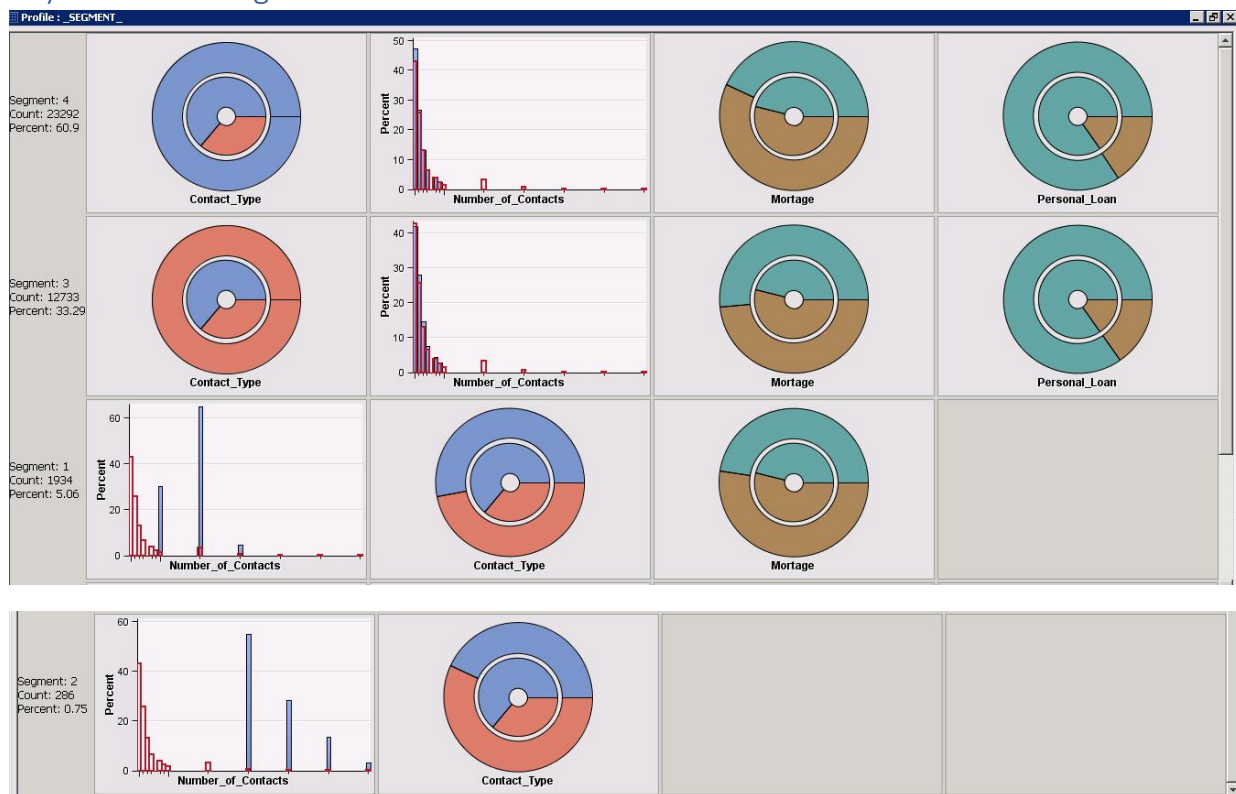 Profile : _SEGMENT_
Segment: 4
Count: 23292
Percent: 60.9
Contact_Type
Percent
50
40
30
20
10
0
Number_of_Contacts
Mortage
Personal_Loan
Segment: 3
Count: 12733
Percent: 33.29
Contact_Type
Percent
40
30
20
10
0
Number_of_Contacts
Mortage
Personal_Loan
Segment: 1
Count: 1934
Percent: 5.06
Percent
60
40
20
0
Number_of_Contacts
Contact_Type
Mortage
Segment: 2
Count: 286
Percent: 0.75
Percent
60
40
20
0
Number_of_Contacts
Contact_Type